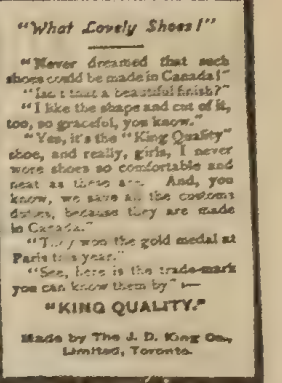 "What Lovely Shoes!"
"Never dreamed that such
shoes could be made in Canada!"
"Isn't that a beautiful finish?"
"I like the shape and cut of it,
too, so graceful, you know."
"Yes, it's the "King Quality"
shoe, and really, girls, I never
wore shoes so comfortable and
neat as these are. And, you
know, we save all the customs
duties, because they are made
in Canada."
"They won the gold medal at
Paris this year."
"See, here is the trade-mark
you can know them by" —
"KING QUALITY."
Made by The J. D. King Co.,
Limited, Toronto.